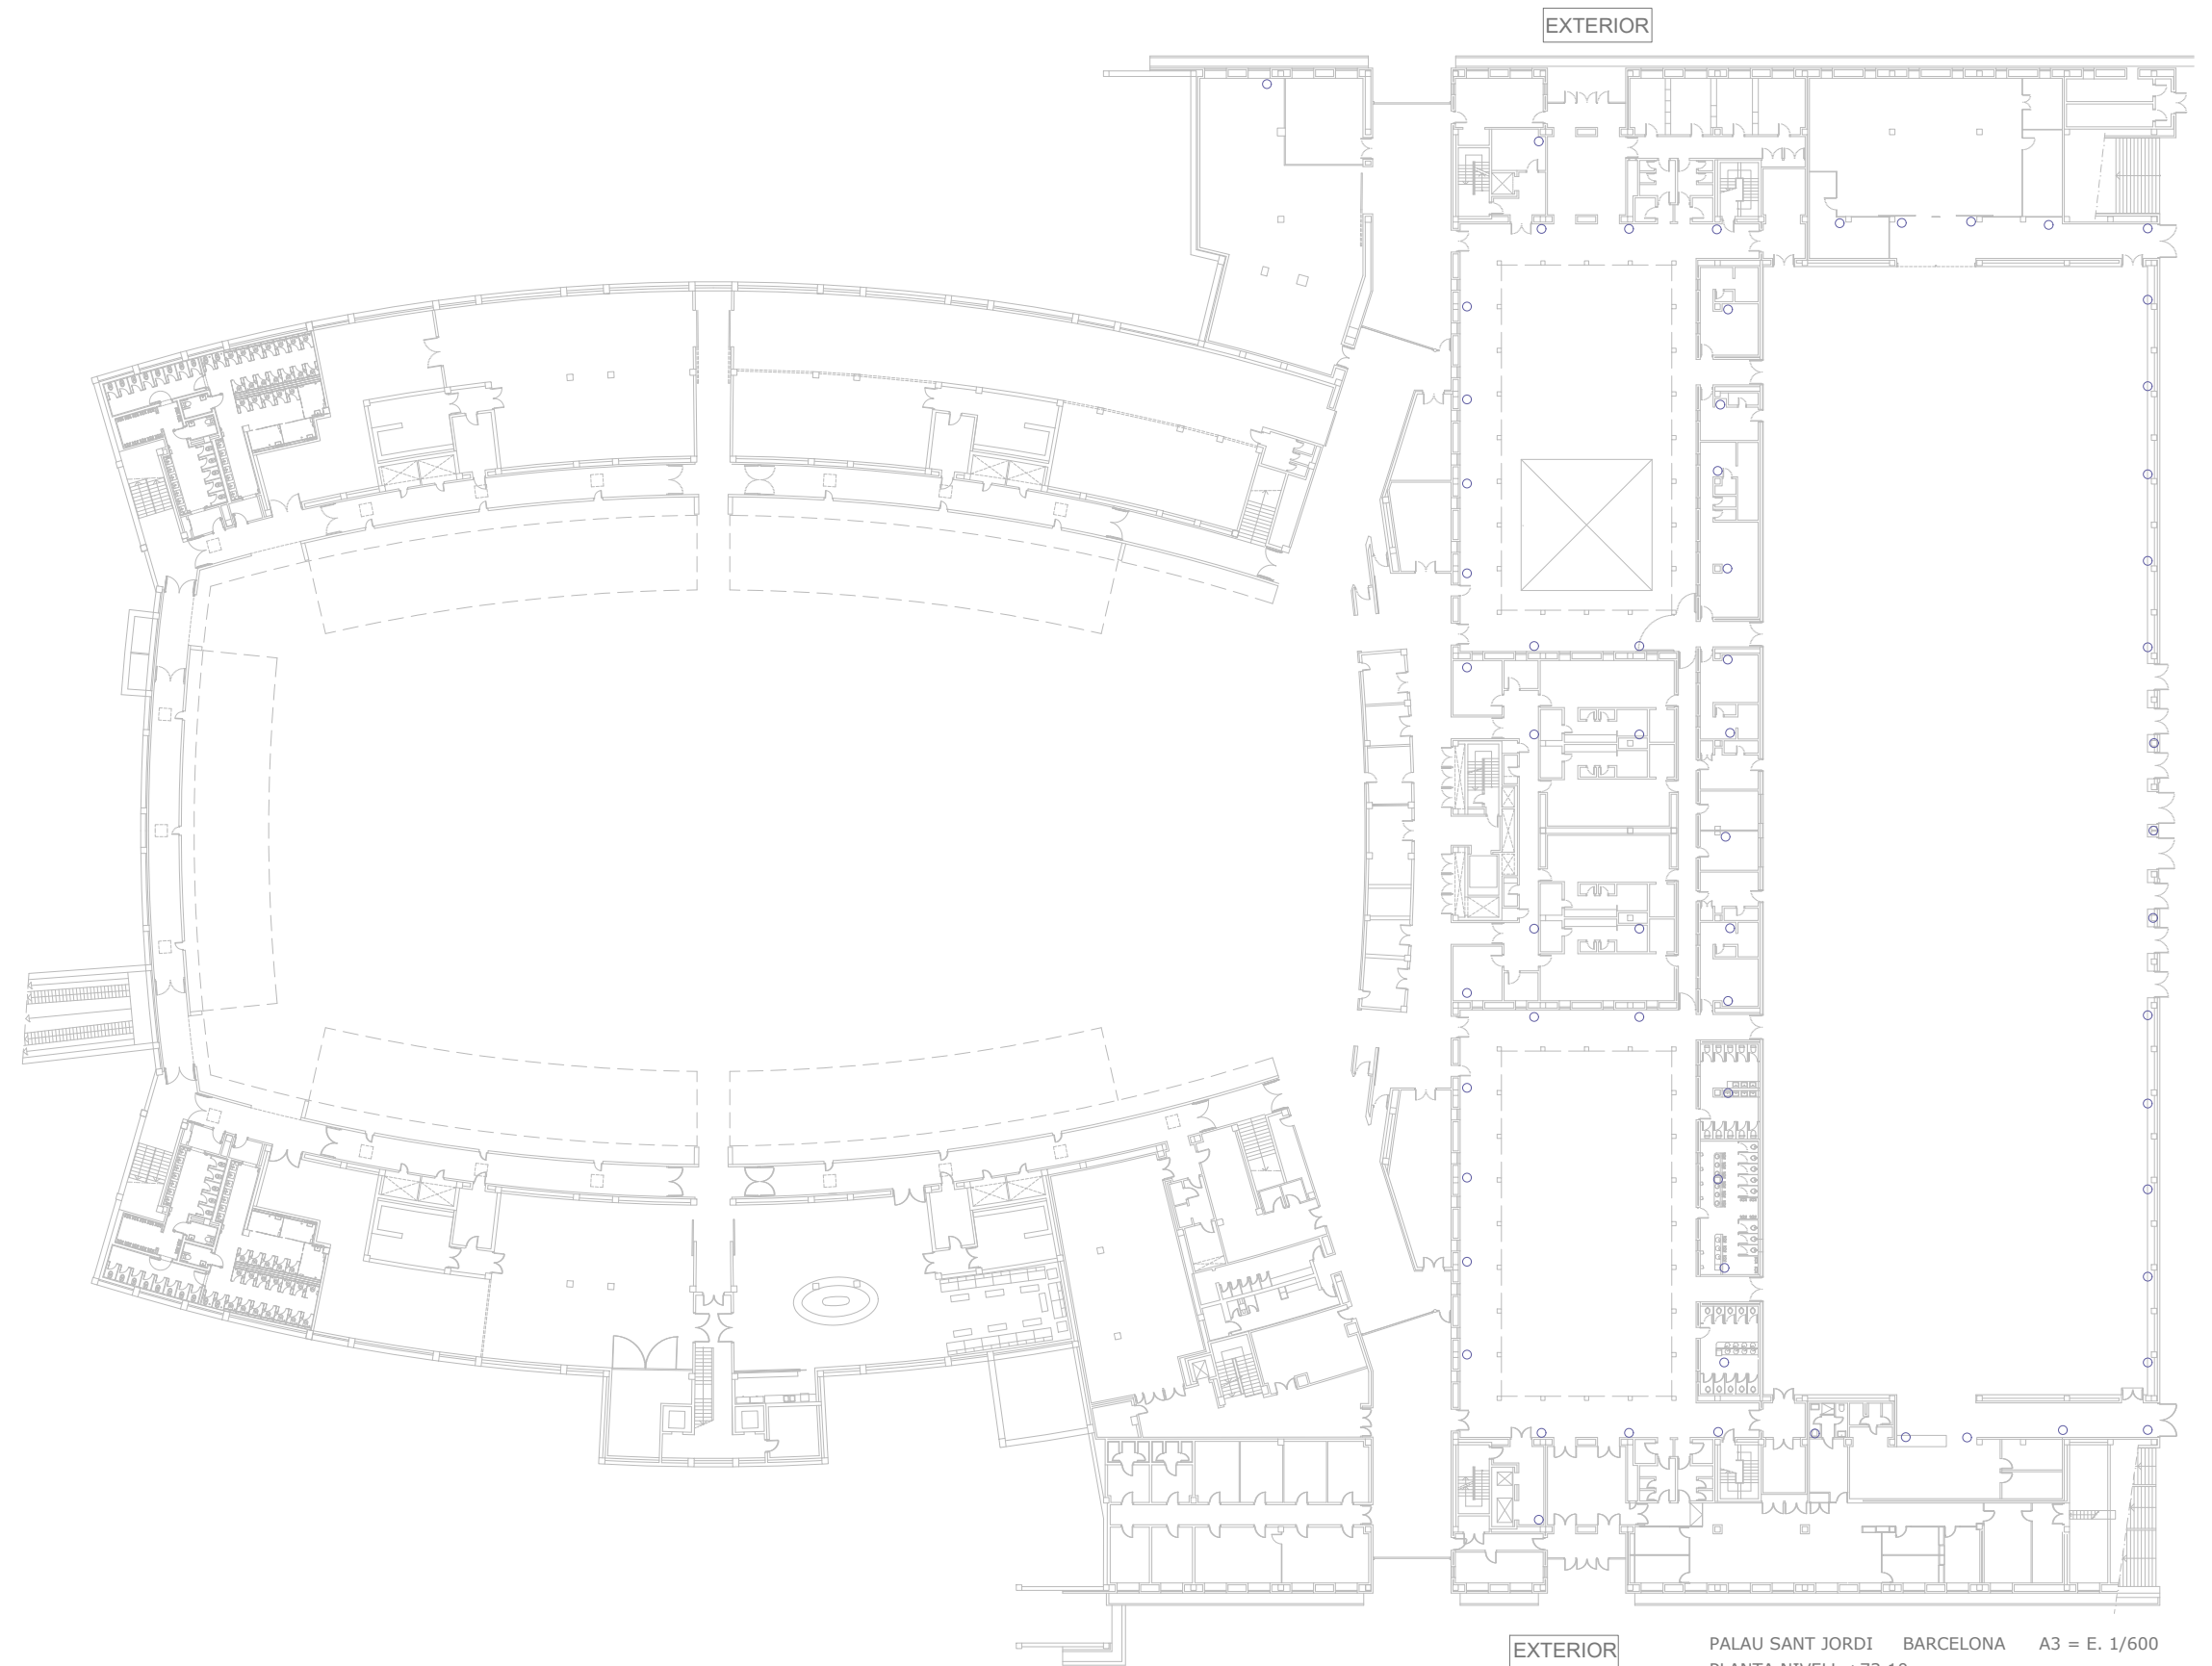 EXTERIOR
EXTERIOR
PALAU SANT JORDI BARCELONA A3 = E. 1/600